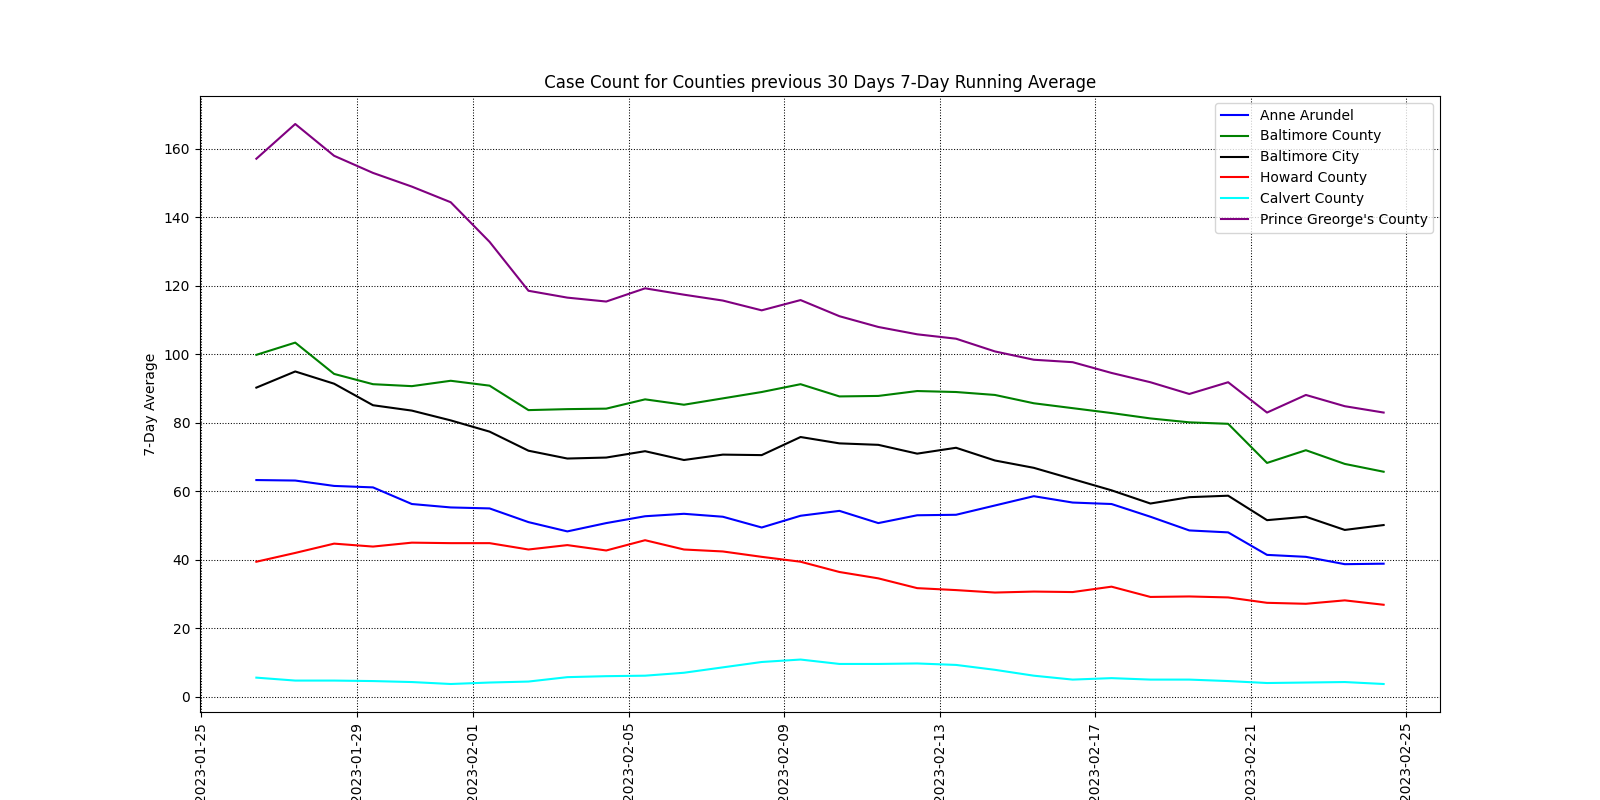 Case Count for Counties previous 30 Days 7-Day Running Average
Anne Arundel
Baltimore County
Baltimore City
Howard County
Calvert County
Prince Greorge's County
7-Day Average
160
140
120
100
80
60
40
20
0
2023-01-25
2023-01-29
2023-02-01
2023-02-05
2023-02-09
2023-02-13
2023-02-17
2023-02-21
2023-02-25